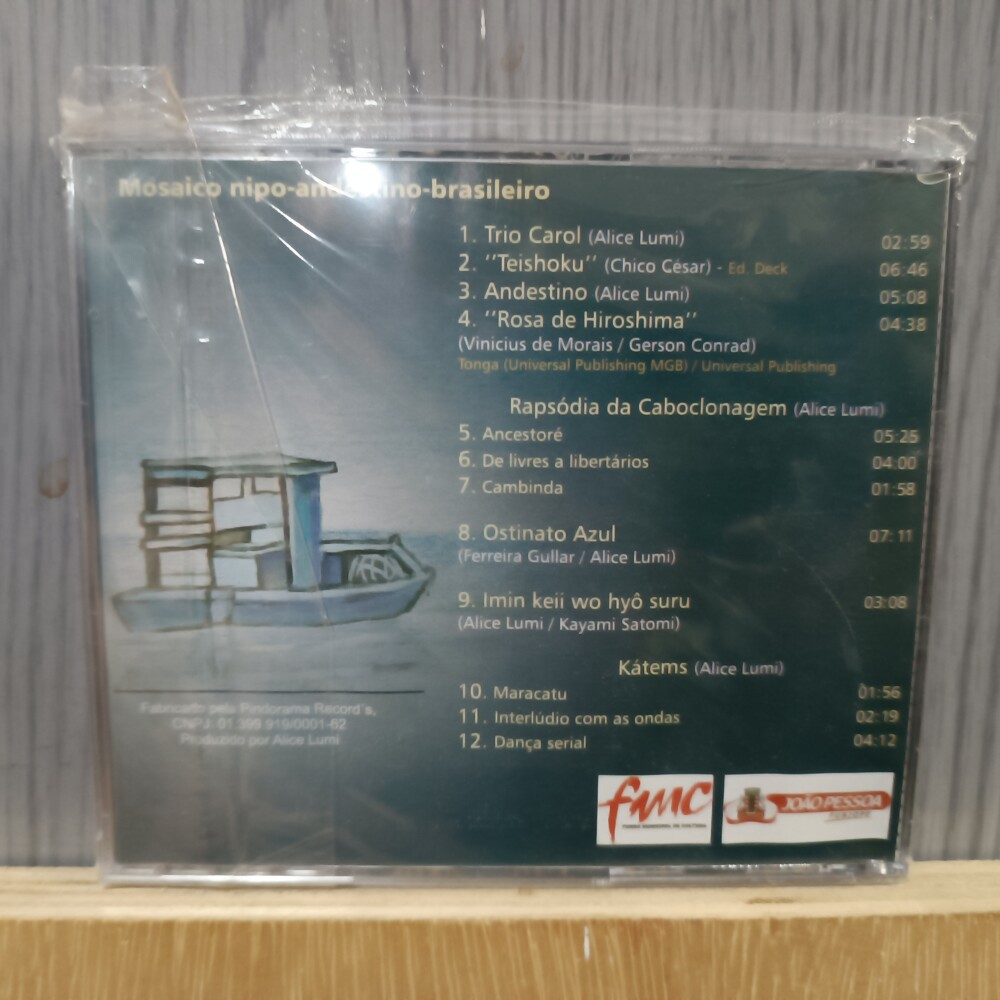 Mosaico nipo-andestino-brasileiro
1. Trio Carol (Alice Lumi) 02:59
2. ''Teishoku'' (Chico César) - Ed. Deck 06:46
3. Andestino (Alice Lumi) 05:08
4. ''Rosa de Hiroshima'' 04:38
(Vinicius de Morais / Gerson Conrad)
Tonga (Universal Publishing MGB) / Universal Publishing
Rapsódia da Caboclonagem (Alice Lumi)
5. Ancestoré 05:25
6. De livres a libertários 04:00
7. Cambinda 01:58
8. Ostinato Azul 07:11
(Ferreira Gullar / Alice Lumi)
9. Imin keii wo hyô suru 03:08
(Alice Lumi / Kayami Satomi)
Kátems (Alice Lumi)
10. Maracatu 01:56
11. Interlúdio com as ondas 02:19
12. Dança serial 04:12
Fabricado pela Pindorama Record's,
CNPJ: 01.399.919/0001-62
Produzido por Alice Lumi
fmc
FUNDO MUNICIPAL DE CULTURA
JOÃO PESSOA